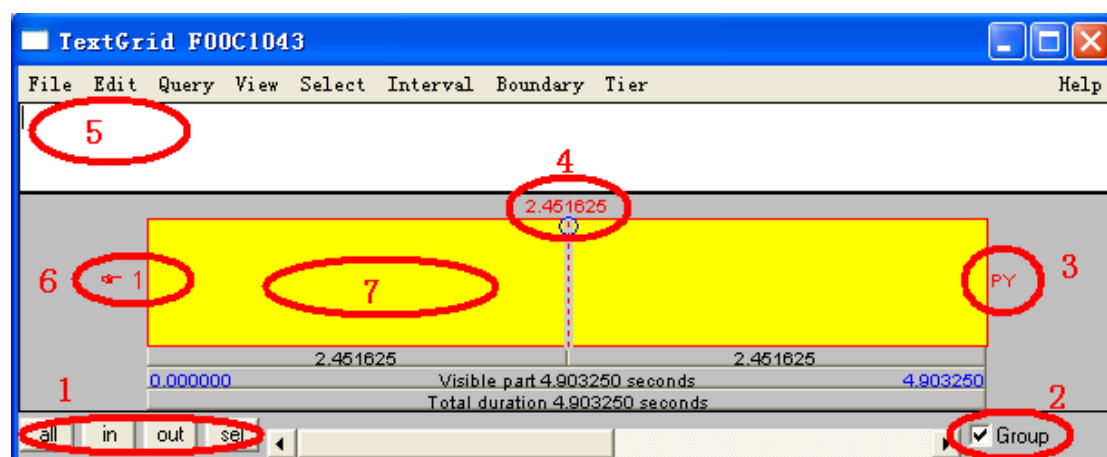 TextGrid F00C1043
File Edit Query View Select Interval Boundary Tier Help
5
4
2.451625
6 ☛ 1 7 PY 3
2.451625 2.451625
0.000000 Visible part 4.903250 seconds 4.903250
Total duration 4.903250 seconds
1 2
all in out sel Group